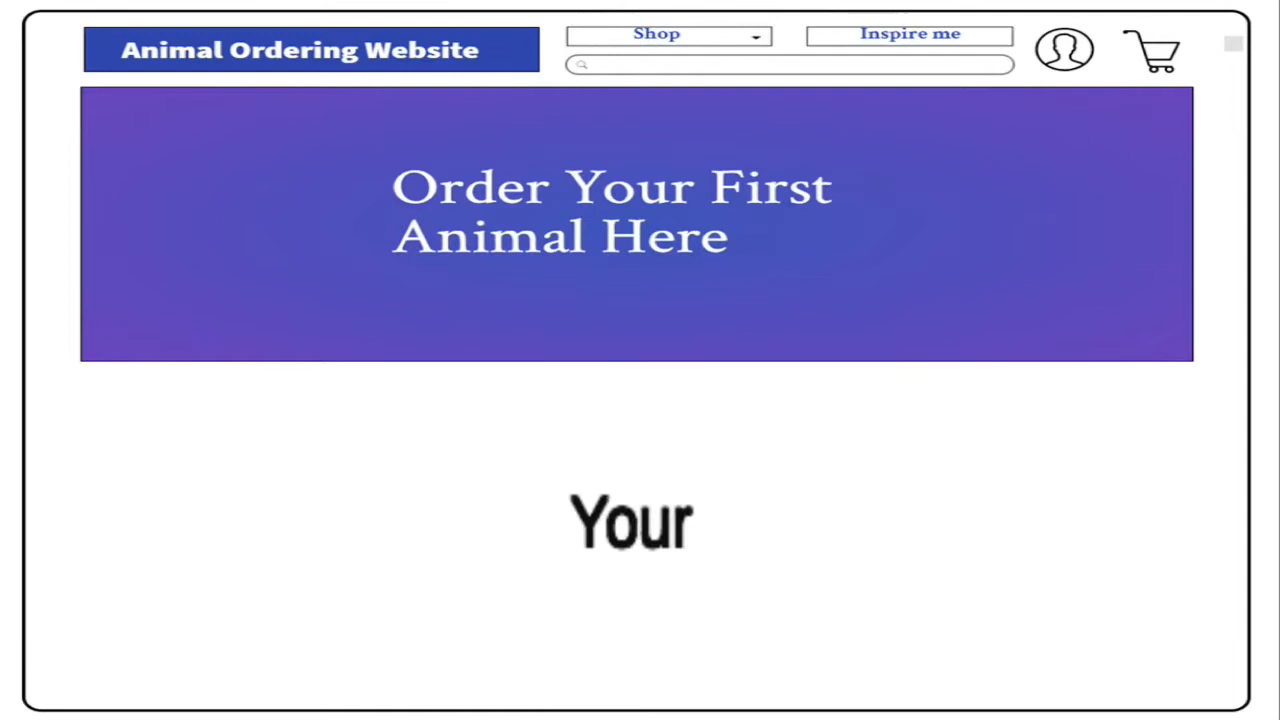 Animal Ordering Website
Shop
Inspire me
Order Your First
Animal Here
Your